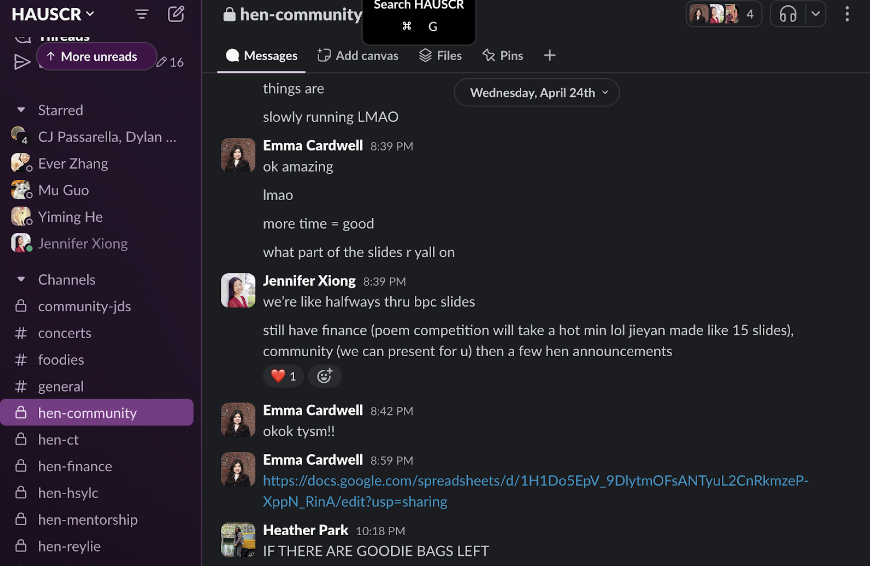 HAUSCR
Threads
↑ More unreads
16
Starred
4
CJ Passarella, Dylan ...
Ever Zhang
Mu Guo
Yiming He
Jennifer Xiong
Channels
community-jds
# concerts
# foodies
# general
hen-community
hen-ct
hen-finance
hen-hsylc
hen-mentorship
hen-reylie
hen-community
Search HAUSCR
⌘ G
4
Messages
Add canvas
Files
Pins
+
Wednesday, April 24th
things are
slowly running LMAO
Emma Cardwell 8:39 PM
ok amazing
lmao
more time = good
what part of the slides r yall on
Jennifer Xiong 8:39 PM
we're like halfways thru bpc slides
still have finance (poem competition will take a hot min lol jieyan made like 15 slides),
community (we can present for u) then a few hen announcements
❤️ 1
Emma Cardwell 8:42 PM
okok tysm!!
Emma Cardwell 8:59 PM
https://docs.google.com/spreadsheets/d/1H1Do5EpV_9DlytmOFsANTyuL2CnRkmzeP-
XppN_RinA/edit?usp=sharing
Heather Park 10:18 PM
IF THERE ARE GOODIE BAGS LEFT